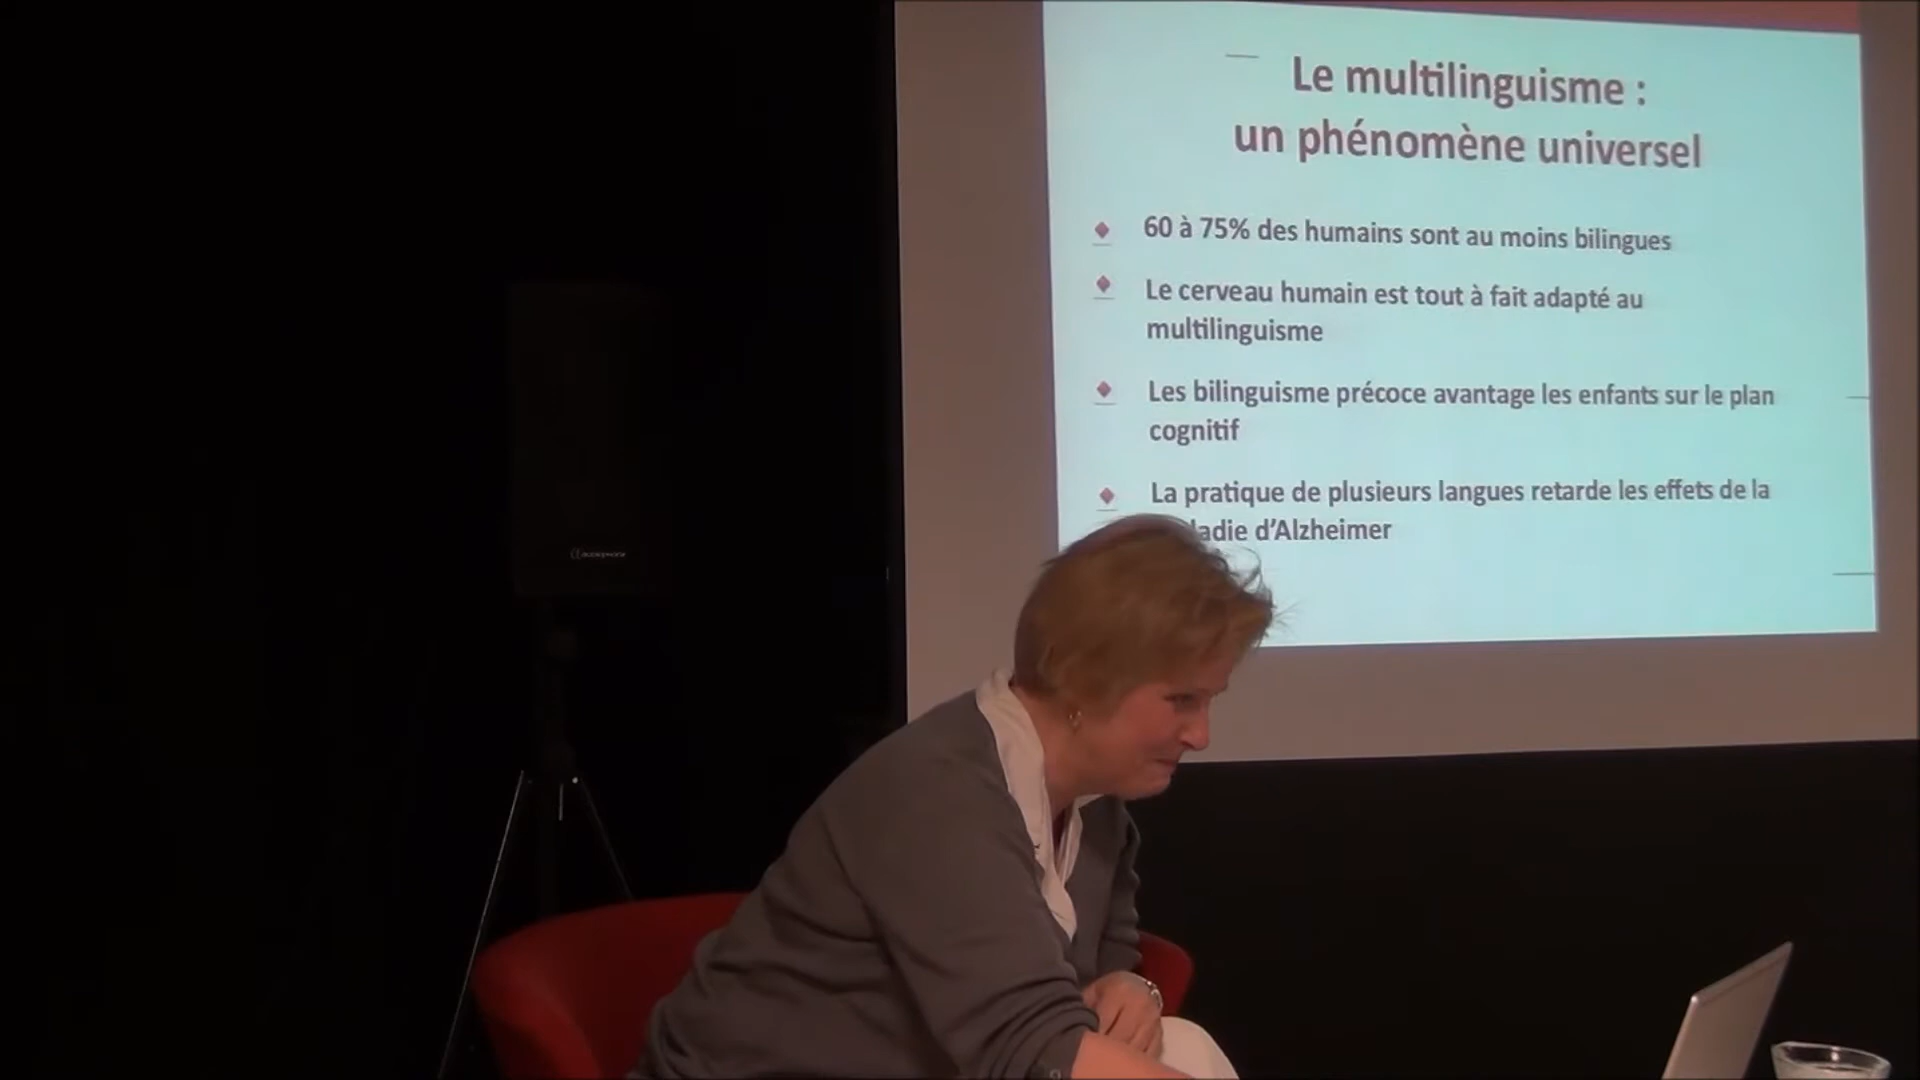 Le multilinguisme :
un phénomène universel
60 à 75% des humains sont au moins bilingues
Le cerveau humain est tout à fait adapté au
multilinguisme
Les bilinguisme précoce avantage les enfants sur le plan
cognitif
La pratique de plusieurs langues retarde les effets de la
d’Alzheimer